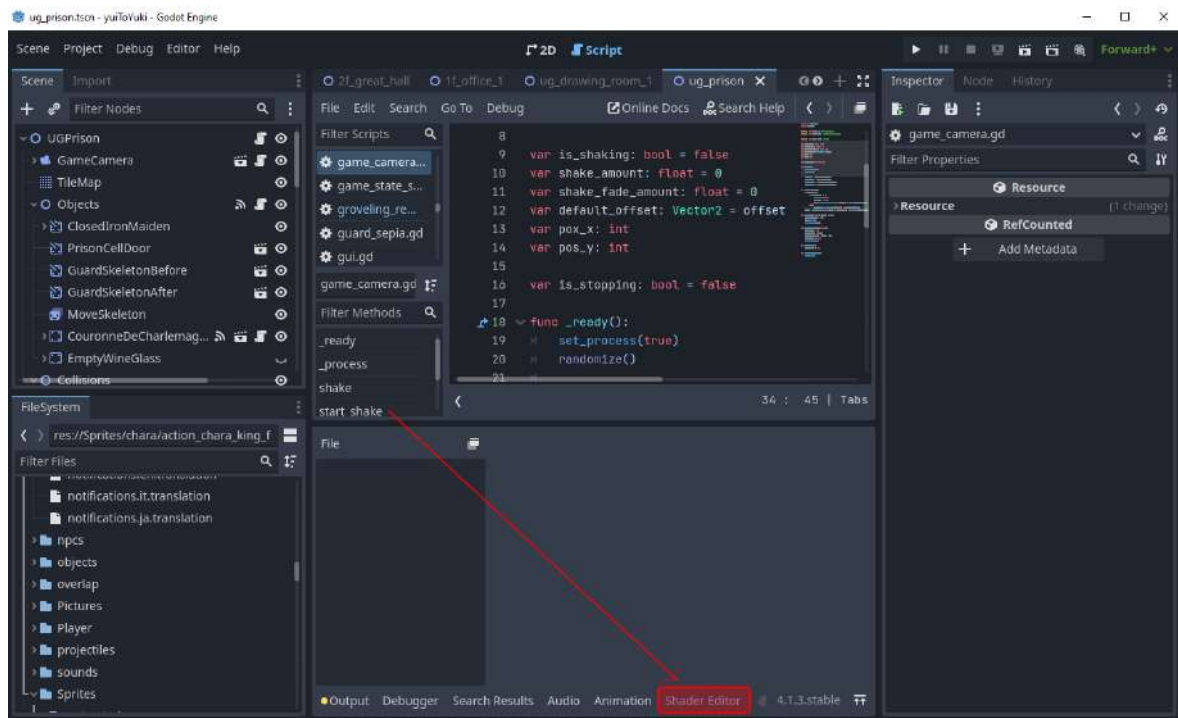 ug_prison.tscn - yuiToYuki - Godot Engine
Scene Project Debug Editor Help
2D Script
Forward+
Scene Import
Filter Nodes
UGPrison
GameCamera
TileMap
Objects
ClosedIronMaiden
PrisonCellDoor
GuardSkeletonBefore
GuardSkeletonAfter
MoveSkeleton
CouronneDeCharlemag...
EmptyWineGlass
Collisions
FileSystem
res://Sprites/chara/action_chara_king_f
Filter Files
notifications.it.translation
notifications.ja.translation
npcs
objects
overlap
Pictures
Player
projectiles
sounds
Sprites
2f_great_hall 1f_office_1 ug_drawing_room_1 ug_prison
File Edit Search Go To Debug Online Docs Search Help
Filter Scripts
game_camera...
game_state_s...
groveling_re...
guard_sepia.gd
gui.gd
game_camera.gd
Filter Methods
_ready
_process
shake
start_shake
8
9 var is_shaking: bool = false
10 var shake_amount: float = 0
11 var shake_fade_amount: float = 0
12 var default_offset: Vector2 = offset
13 var pox_x: int
14 var pos_y: int
15
16 var is_stopping: bool = false
17
18 func _ready():
19 set_process(true)
20 randomize()
21
34 : 45 | Tabs
File
Output Debugger Search Results Audio Animation Shader Editor 4.1.3.stable
Inspector Node History
game_camera.gd
Filter Properties
Resource
Resource (1 change)
RefCounted
Add Metadata